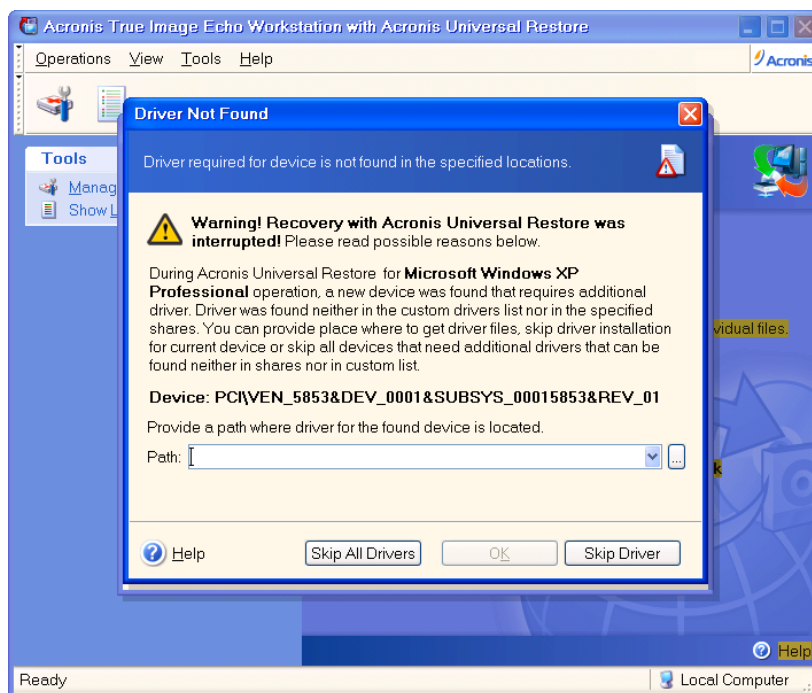 Acronis True Image Echo Workstation with Acronis Universal Restore
Operations View Tools Help
Acronis
Driver Not Found
Driver required for device is not found in the specified locations.
Tools
Manag
Show L
Warning! Recovery with Acronis Universal Restore was
interrupted! Please read possible reasons below.
During Acronis Universal Restore for Microsoft Windows XP
Professional operation, a new device was found that requires additional
driver. Driver was found neither in the custom drivers list nor in the specified
shares. You can provide place where to get driver files, skip driver installation
for current device or skip all devices that need additional drivers that can be
found neither in shares nor in custom list.
vidual files.
Device: PCI\VEN_5853&DEV_0001&SUBSYS_00015853&REV_01
Provide a path where driver for the found device is located.
Path:
...
k
Help
Skip All Drivers
OK
Skip Driver
Help
Ready
Local Computer